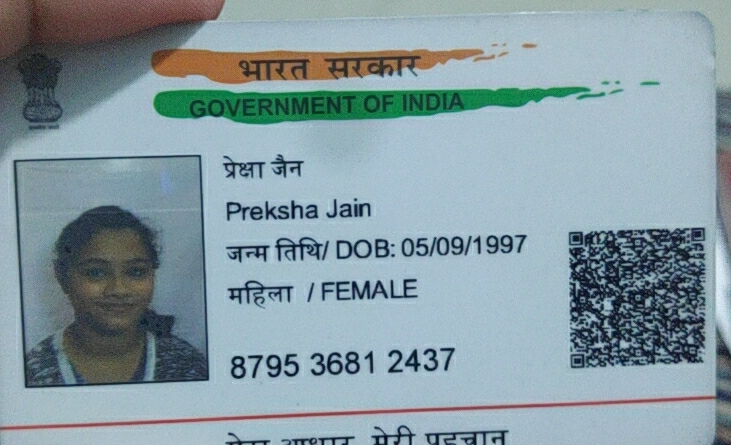 भारत सरकार
GOVERNMENT OF INDIA
प्रेक्षा जैन
Preksha Jain
जन्म तिथि/ DOB: 05/09/1997
महिला / FEMALE
8795 3681 2437
मेरा आधार, मेरी पहचान